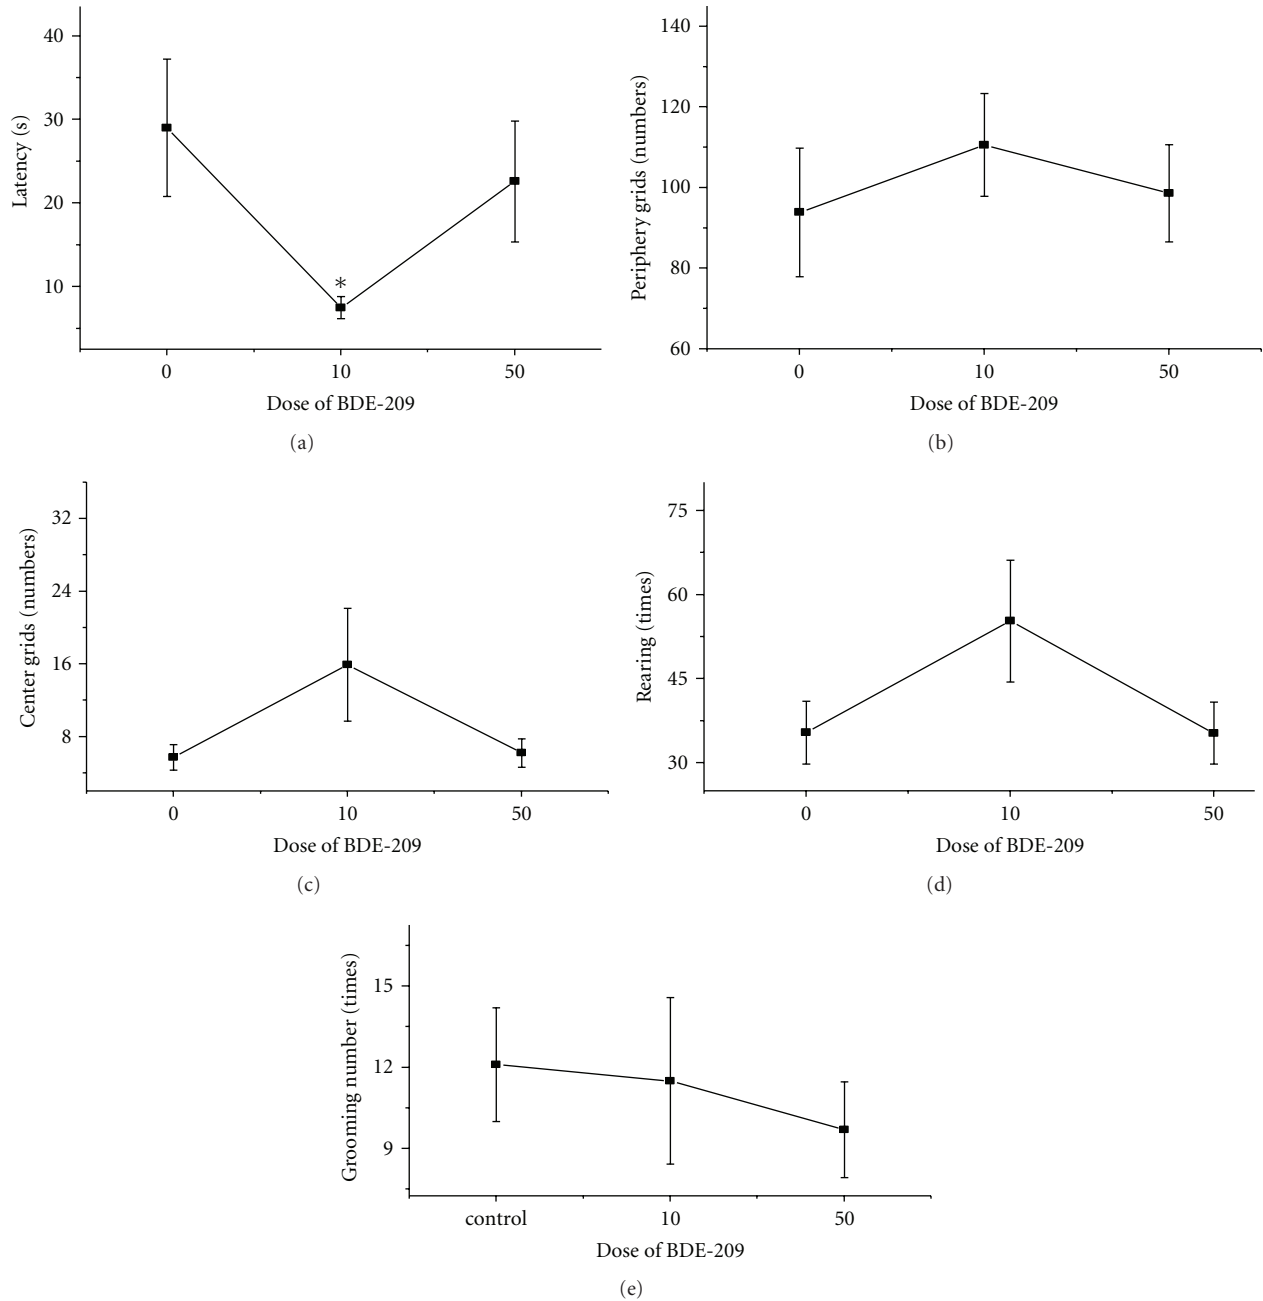 Latency (s)
40
30
20
10
*
0 10 50
Dose of BDE-209
(a)
Periphery grids (numbers)
140
120
100
80
60
0 10 50
Dose of BDE-209
(b)
Center grids (numbers)
32
24
16
8
0 10 50
Dose of BDE-209
(c)
Rearing (times)
75
60
45
30
0 10 50
Dose of BDE-209
(d)
Grooming number (times)
15
12
9
control 10 50
Dose of BDE-209
(e)